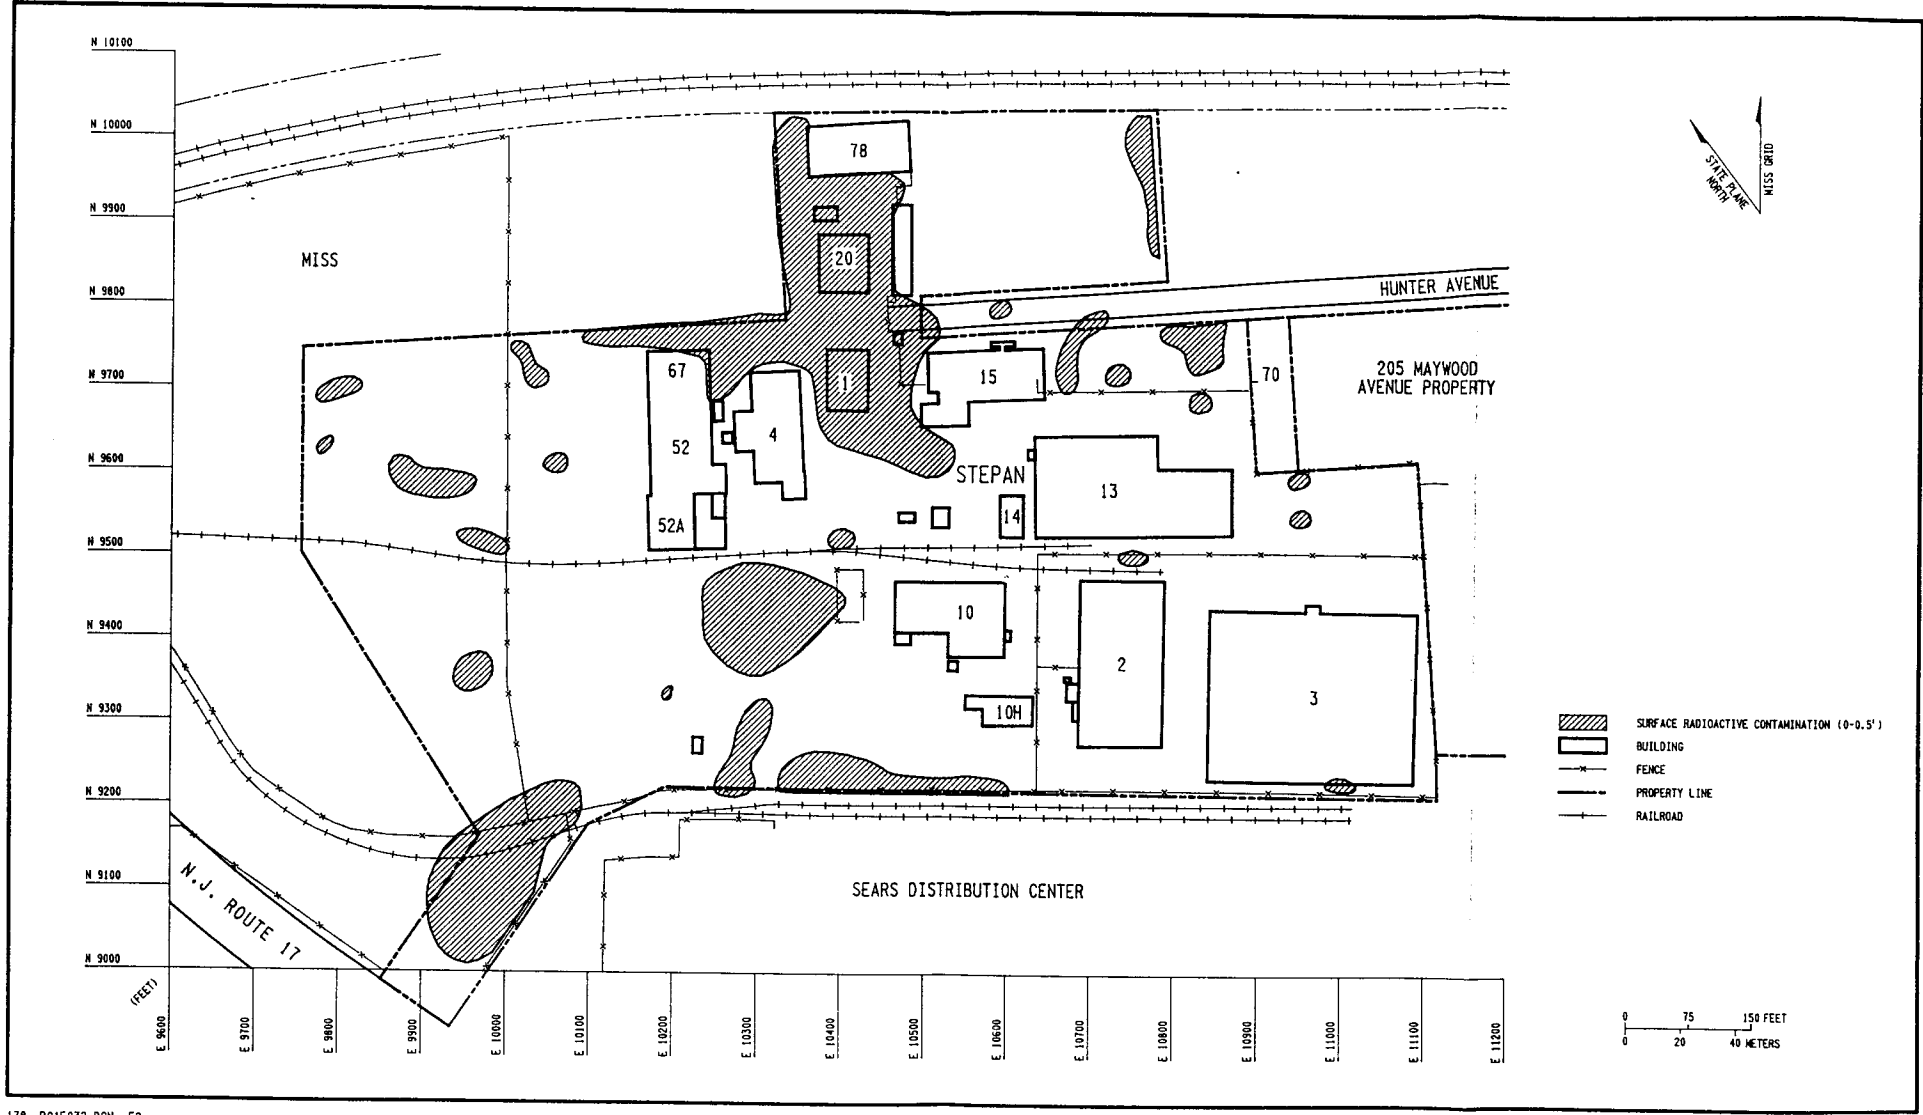 N 10100
N 10000
N 9900
N 9800
N 9700
N 9600
N 9500
N 9400
N 9300
N 9200
N 9100
N 9000
(FEET)
E 9600
E 9700
E 9800
E 9900
E 10000
E 10100
E 10200
E 10300
E 10400
E 10500
E 10600
E 10700
E 10800
E 10900
E 11000
E 11100
E 11200
MISS
78
20
HUNTER AVENUE
67
1
15
70
205 MAYWOOD
AVENUE PROPERTY
52
4
STEPAN
13
14
52A
10
2
3
10H
N.J. ROUTE 17
SEARS DISTRIBUTION CENTER
STATE PLANE
NORTH
MISS GRID
SURFACE RADIOACTIVE CONTAMINATION (0-0.5')
BUILDING
FENCE
PROPERTY LINE
RAILROAD
0 75 150 FEET
0 20 40 METERS